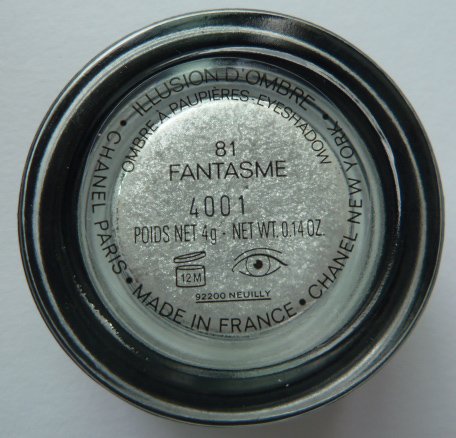 ILLUSION D'OMBRE
OMBRE À PAUPIÈRES - EYESHADOW
81
FANTASME
4001
POIDS NET 4g - NET WT. 0.14 OZ.
12 M
92200 NEUILLY
CHANEL PARIS • MADE IN FRANCE • CHANEL NEW YORK •